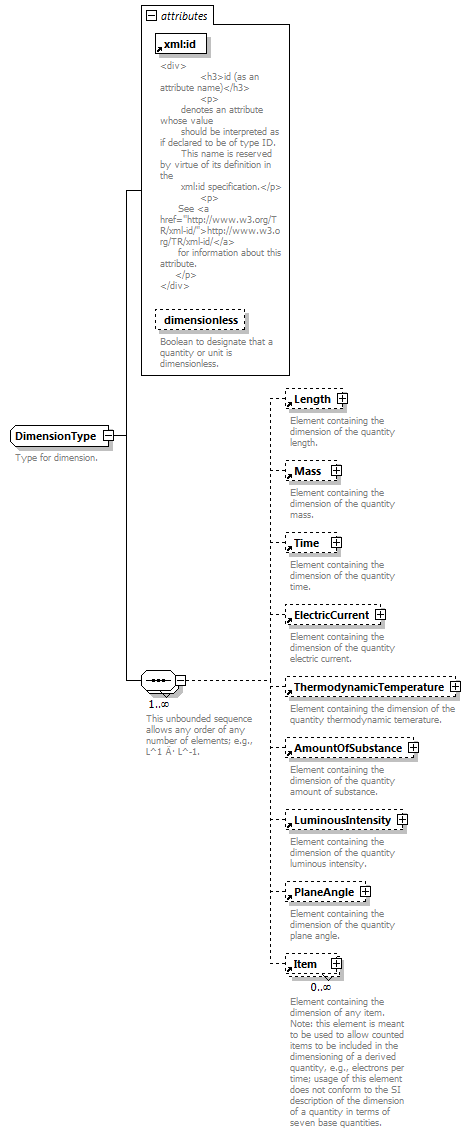 attributes
xml:id
<div>
<h3>id (as an
attribute name)</h3>
<p>
denotes an attribute
whose value
should be interpreted as
if declared to be of type ID.
This name is reserved
by virtue of its definition in
the
xml:id specification.</p>
<p>
See <a
href="http://www.w3.org/T
R/xml-id/">http://www.w3.o
rg/TR/xml-id/</a>
for information about this
attribute.
</p>
</div>
dimensionless
Boolean to designate that a
quantity or unit is
dimensionless.
DimensionType
Type for dimension.
1..∞
This unbounded sequence
allows any order of any
number of elements; e.g.,
L^1 Â· L^-1.
Length
Element containing the
dimension of the quantity
length.
Mass
Element containing the
dimension of the quantity
mass.
Time
Element containing the
dimension of the quantity
time.
ElectricCurrent
Element containing the
dimension of the quantity
electric current.
ThermodynamicTemperature
Element containing the dimension of the
quantity thermodynamic temerature.
AmountOfSubstance
Element containing the
dimension of the quantity
amount of substance.
LuminousIntensity
Element containing the
dimension of the quantity
luminous intensity.
PlaneAngle
Element containing the
dimension of the quantity
plane angle.
Item
0..∞
Element containing the
dimension of any item.
Note: this element is meant
to be used to allow counted
items to be included in the
dimensioning of a derived
quantity, e.g., electrons per
time; usage of this element
does not conform to the SI
description of the dimension
of a quantity in terms of
seven base quantities.